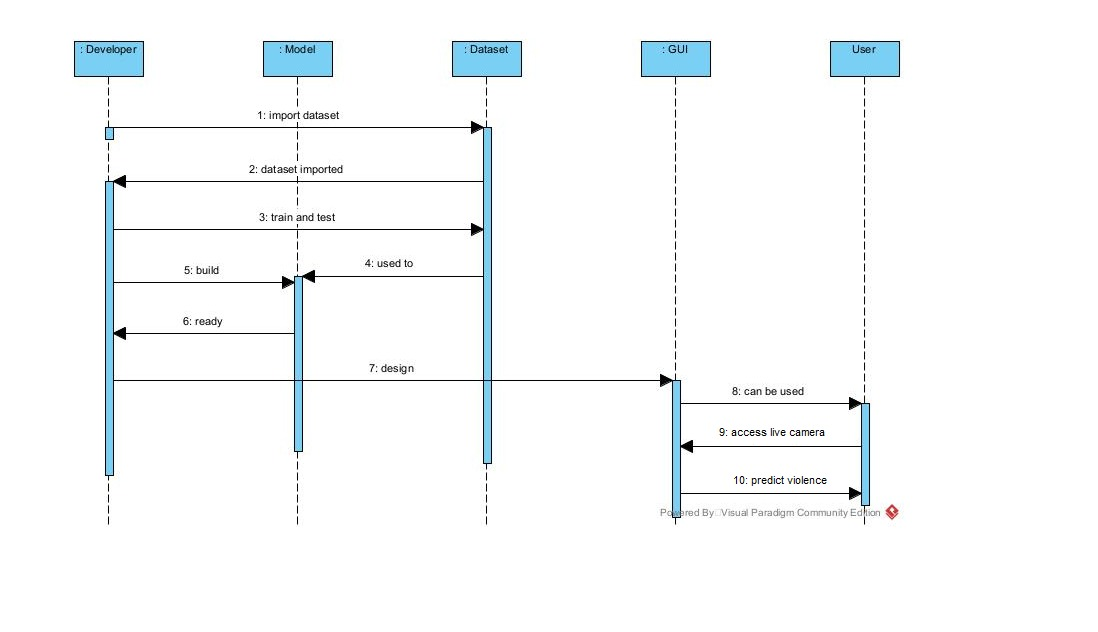 : Developer
: Model
: Dataset
: GUI
User
1: import dataset
2: dataset imported
3: train and test
4: used to
5: build
6: ready
7: design
8: can be used
9: access live camera
10: predict violence
Powered By Visual Paradigm Community Edition